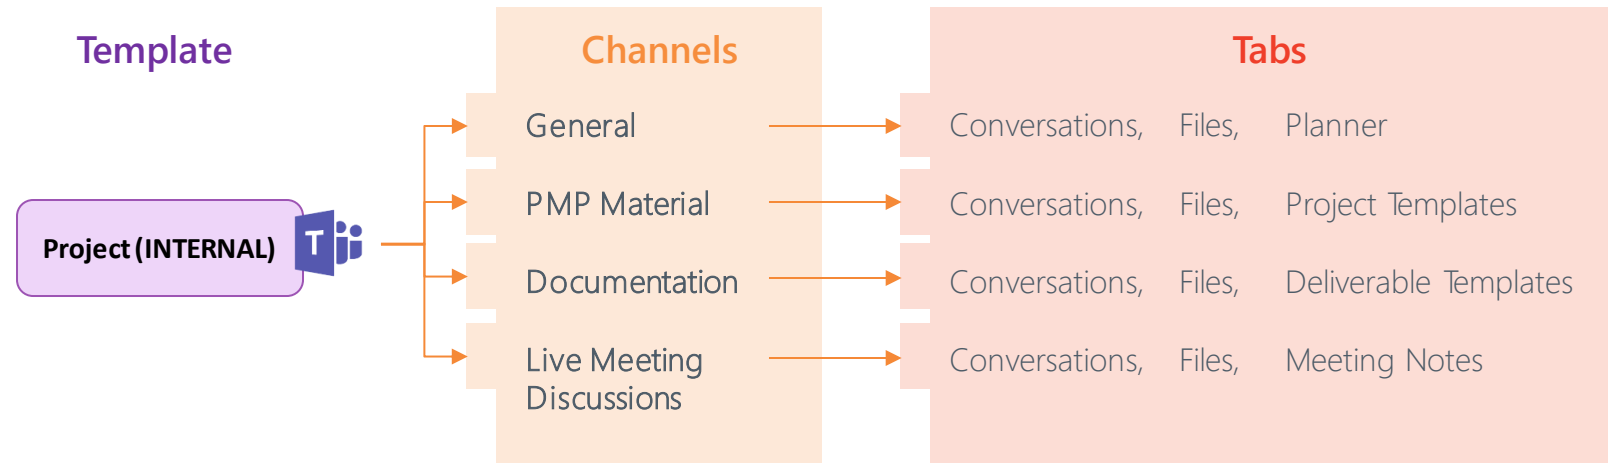 Template Channels Tabs
General Conversations, Files, Planner
PMP Material Conversations, Files, Project Templates
Project (INTERNAL) T
Documentation Conversations, Files, Deliverable Templates
Live Meeting Conversations, Files, Meeting Notes
Discussions